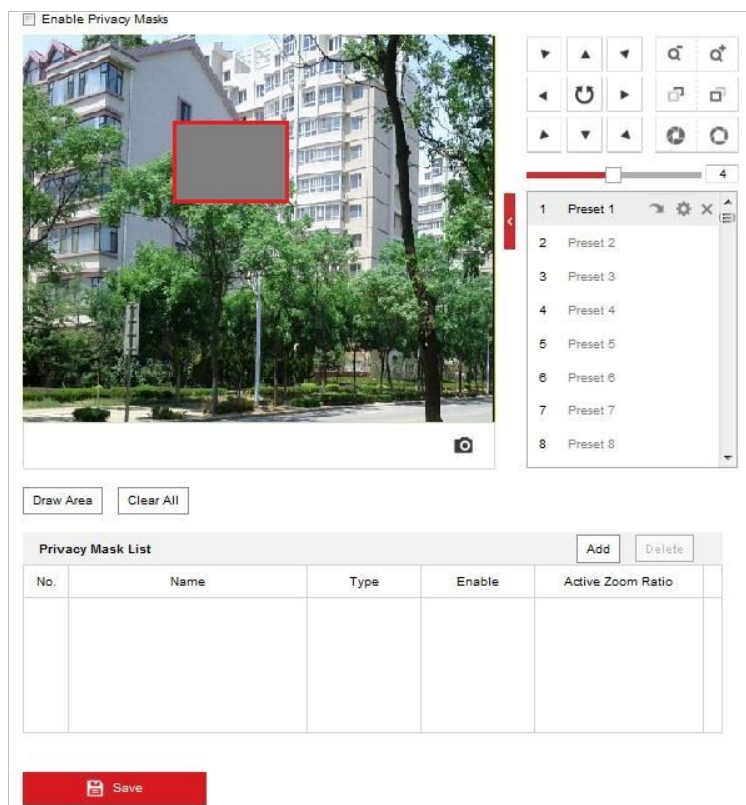 Enable Privacy Masks
4
1 Preset 1
2 Preset 2
3 Preset 3
4 Preset 4
5 Preset 5
6 Preset 6
7 Preset 7
8 Preset 8
Draw Area Clear All
Privacy Mask List Add Delete
No. Name Type Enable Active Zoom Ratio
Save